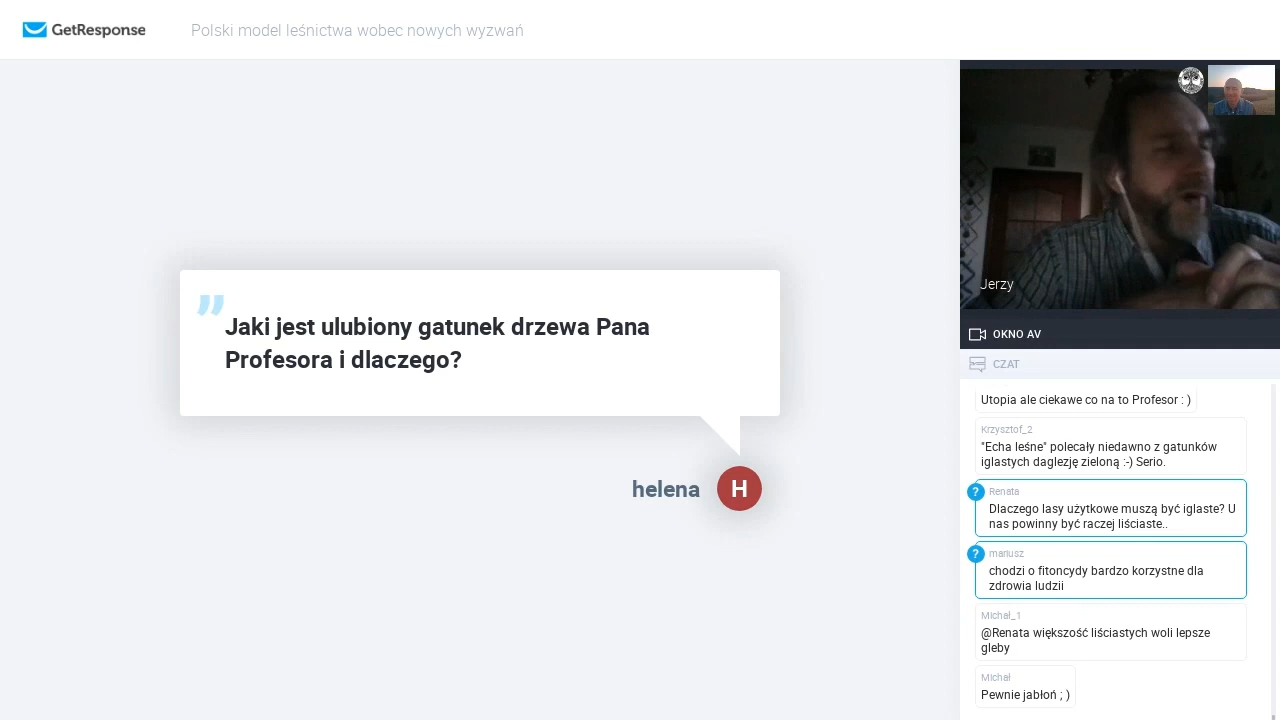 GetResponse
Polski model leśnictwa wobec nowych wyzwań
Jaki jest ulubiony gatunek drzewa Pana
Profesora i dlaczego?
helena
H
Jerzy
OKNO AV
CZAT
Utopia ale ciekawe co na to Profesor : )
Krzysztof_2
"Echa leśne" polecały niedawno z gatunków
iglastych daglezję zieloną :-) Serio.
?
Renata
Dlaczego lasy użytkowe muszą być iglaste? U
nas powinny być raczej liściaste..
?
mariusz
chodzi o fitoncydy bardzo korzystne dla
zdrowia ludzii
Michał_1
@Renata większość liściastych woli lepsze
gleby
Michał
Pewnie jabłoń ; )